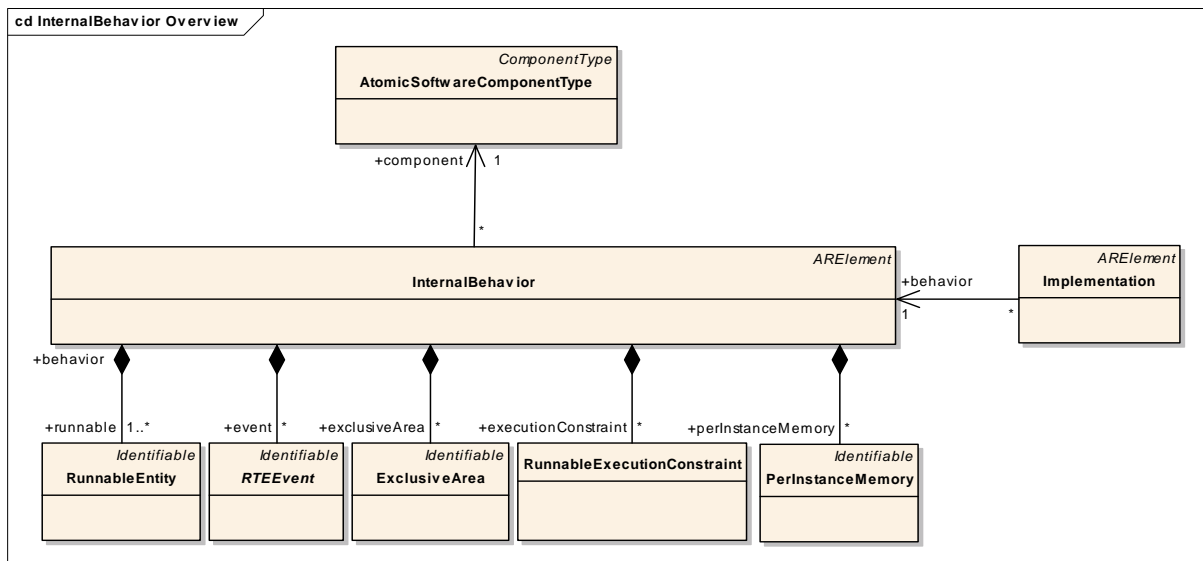 cd InternalBehavior Overview
ComponentType
AtomicSoftwareComponentType
+component 1
*
ARElement
InternalBehavior
ARElement
Implementation
+behavior
1 *
+behavior
+runnable 1..* +event * +exclusiveArea * +executionConstraint * +perInstanceMemory *
Identifiable
RunnableEntity
Identifiable
RTEEvent
Identifiable
ExclusiveArea
RunnableExecutionConstraint
Identifiable
PerInstanceMemory